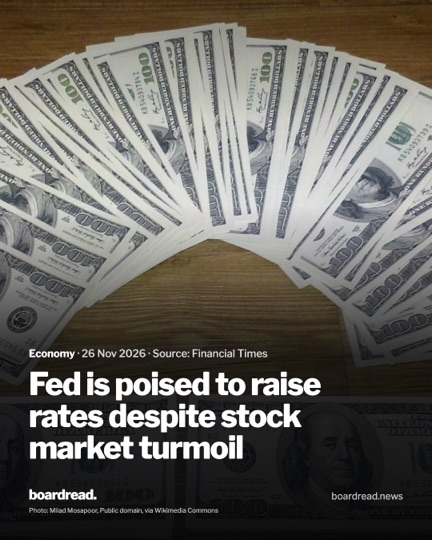 Economy · 26 Nov 2026 · Source: Financial Times
Fed is poised to raise
rates despite stock
market turmoil
boardread.
boardread.news
Photo: Milad Mosapoor, Public domain, via Wikimedia Commons